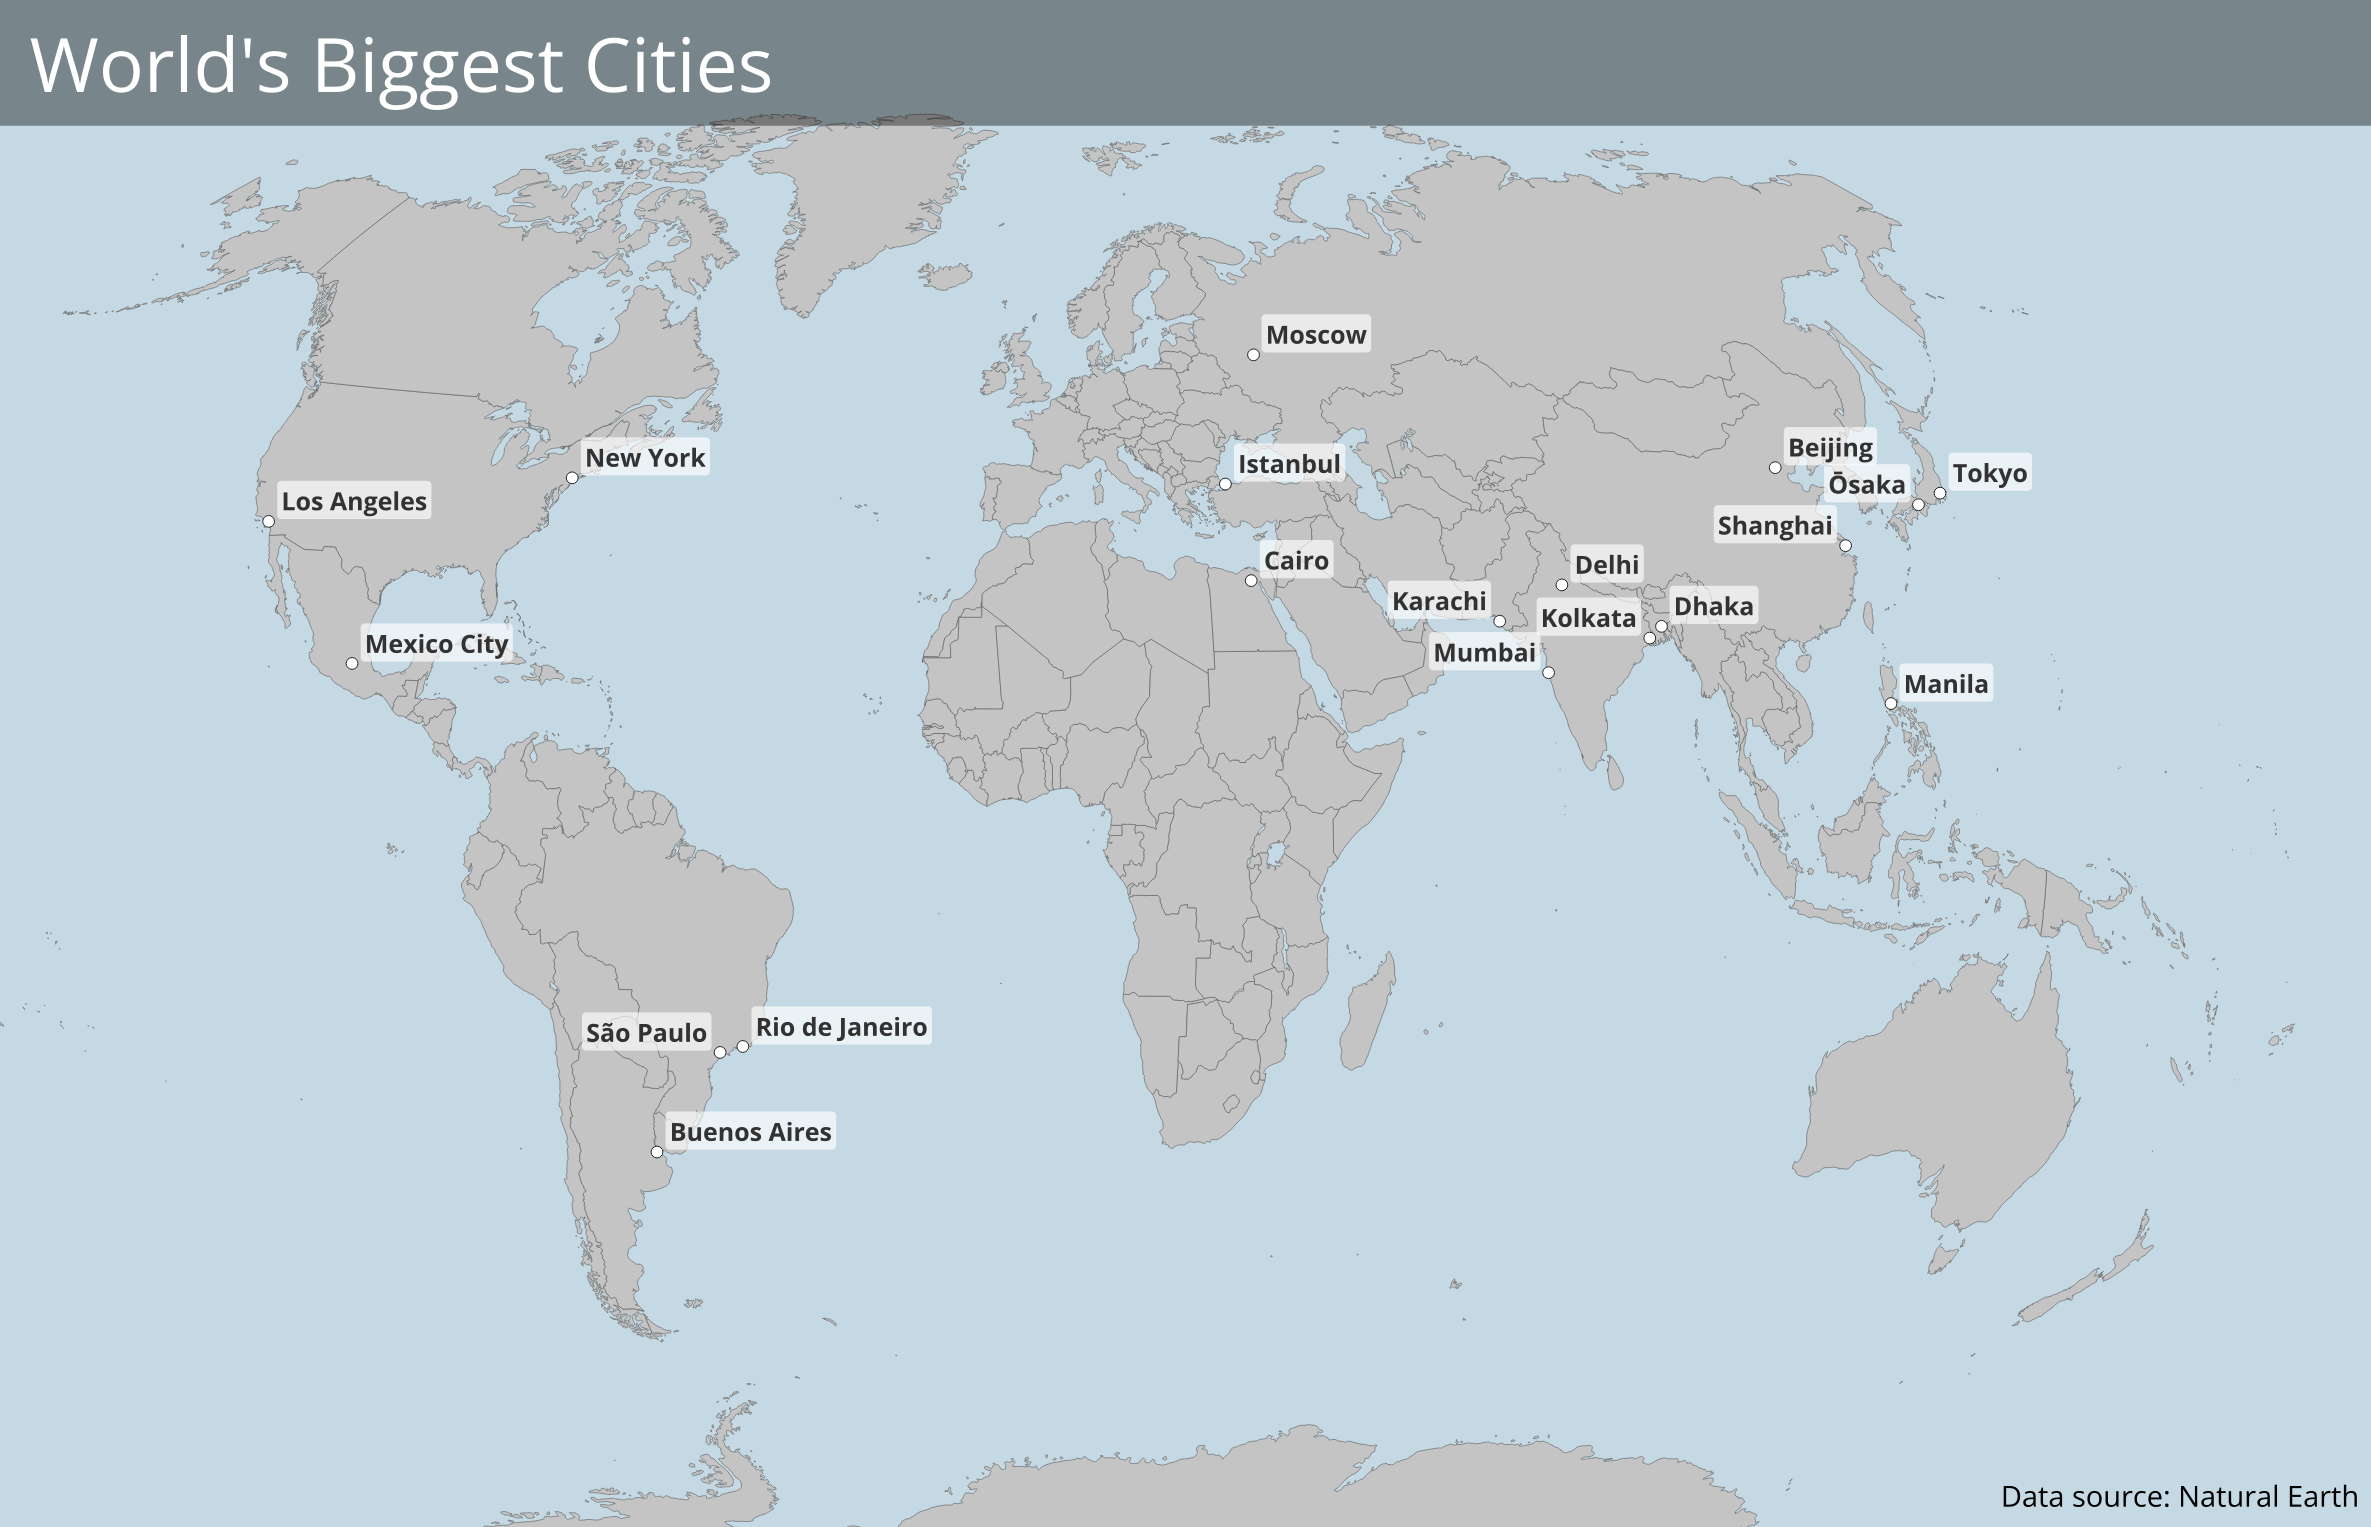 World's Biggest Cities
Moscow
New York
Istanbul
Beijing
Tokyo
Ōsaka
Los Angeles
Shanghai
Cairo
Delhi
Karachi
Dhaka
Kolkata
Mexico City
Mumbai
Manila
São Paulo
Rio de Janeiro
Buenos Aires
Data source: Natural Earth